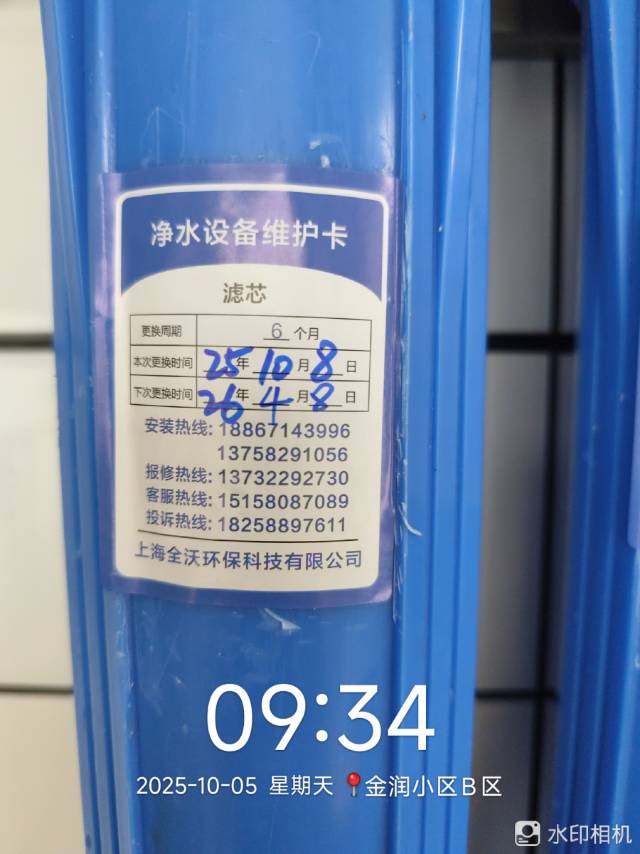 净水设备维护卡
滤芯
更换周期 6 个月
本次更换时间 25 年 10 月 8 日
下次更换时间 26 年 4 月 8 日
安装热线: 18867143996
13758291056
报修热线: 13732292730
客服热线: 15158087089
投诉热线: 18258897611
上海全沃环保科技有限公司
09:34
2025-10-05 星期天 📍金润小区B区
水印相机